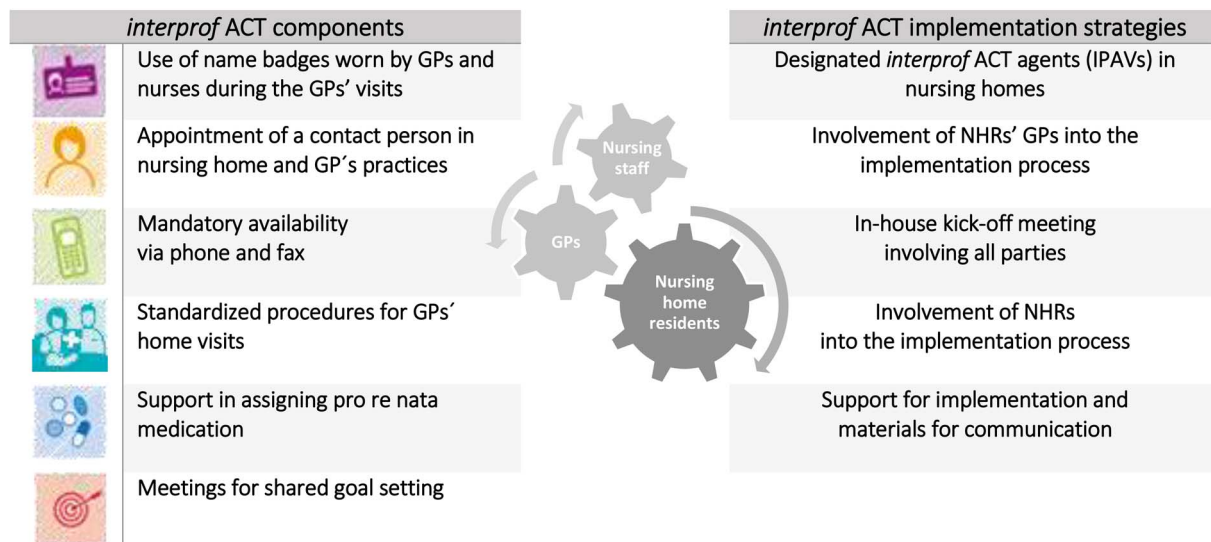 interprof ACT components
Use of name badges worn by GPs and
nurses during the GPs’ visits
Appointment of a contact person in
nursing home and GP´s practices
Mandatory availability
via phone and fax
Standardized procedures for GPs´
home visits
Support in assigning pro re nata
medication
Meetings for shared goal setting
Nursing
staff
GPs
Nursing
home
residents
interprof ACT implementation strategies
Designated interprof ACT agents (IPAVs) in
nursing homes
Involvement of NHRs’ GPs into the
implementation process
In-house kick-off meeting
involving all parties
Involvement of NHRs
into the implementation process
Support for implementation and
materials for communication